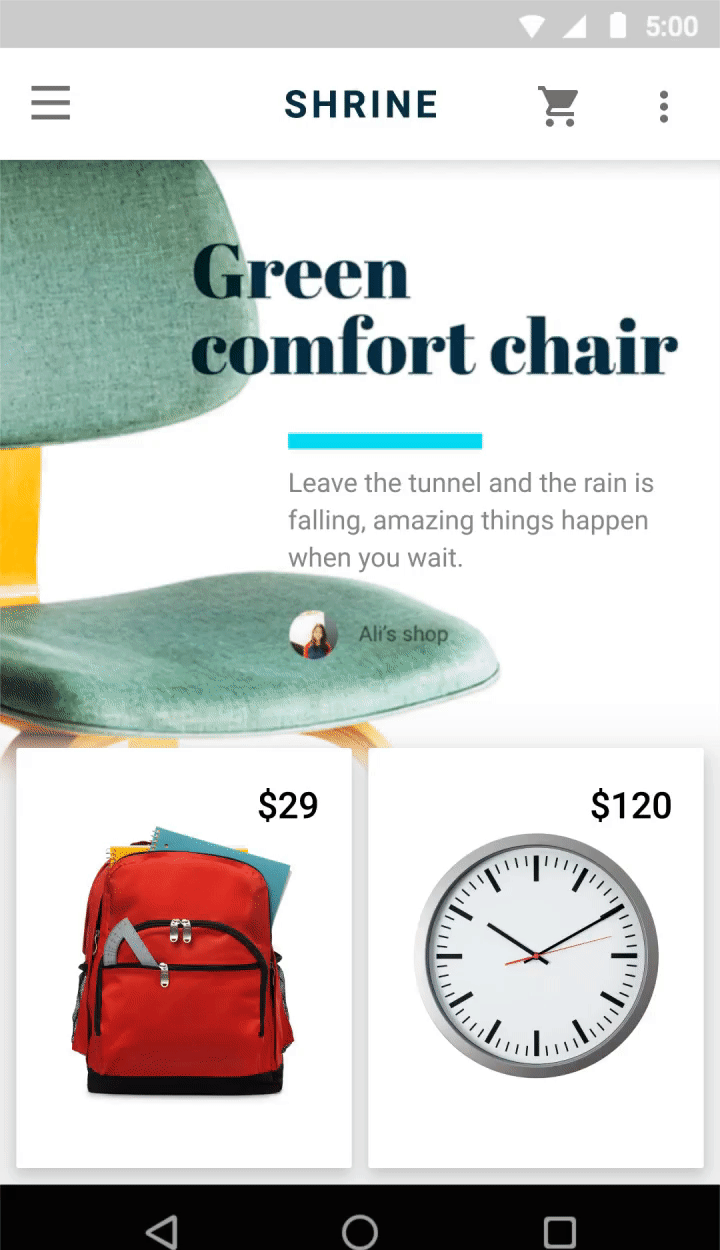 5:00
SHRINE
Green
comfort chair
Leave the tunnel and the rain is
falling, amazing things happen
when you wait.
Ali's shop
$29
$120